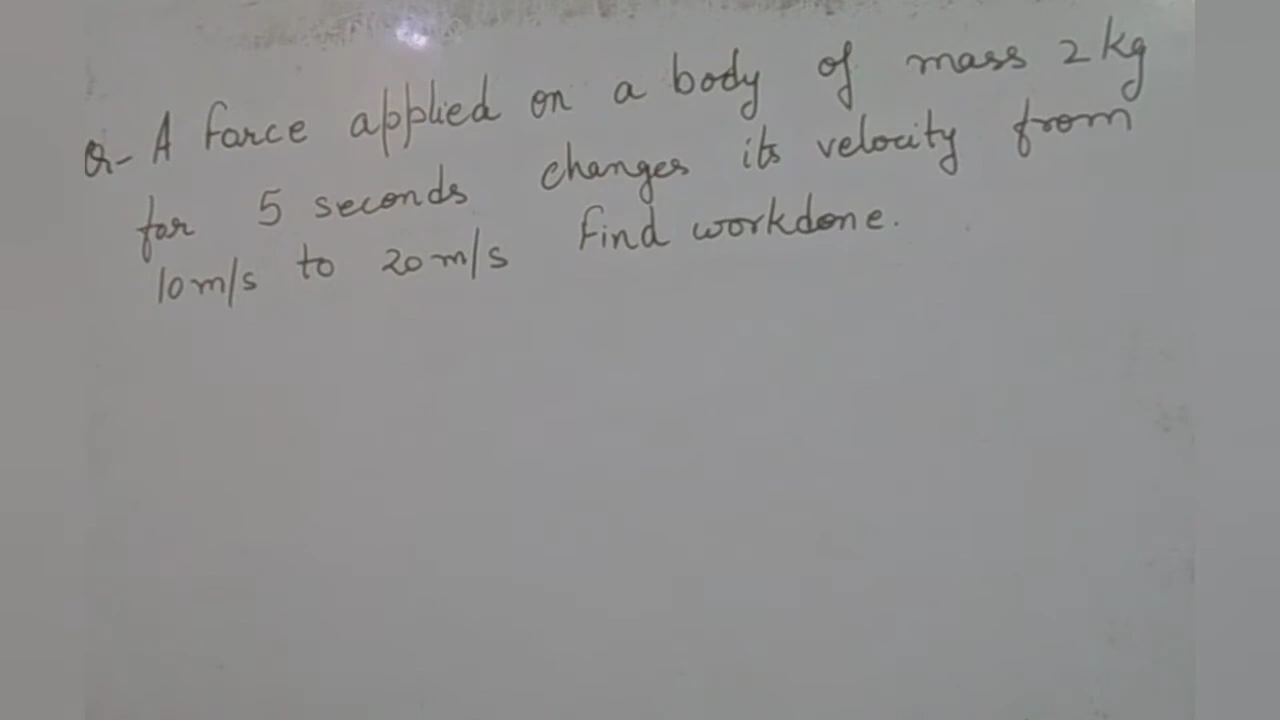 Q- A force applied on a body of mass 2 kg
for 5 seconds changes its velocity from
10m/s to 20 m/s Find workdone.